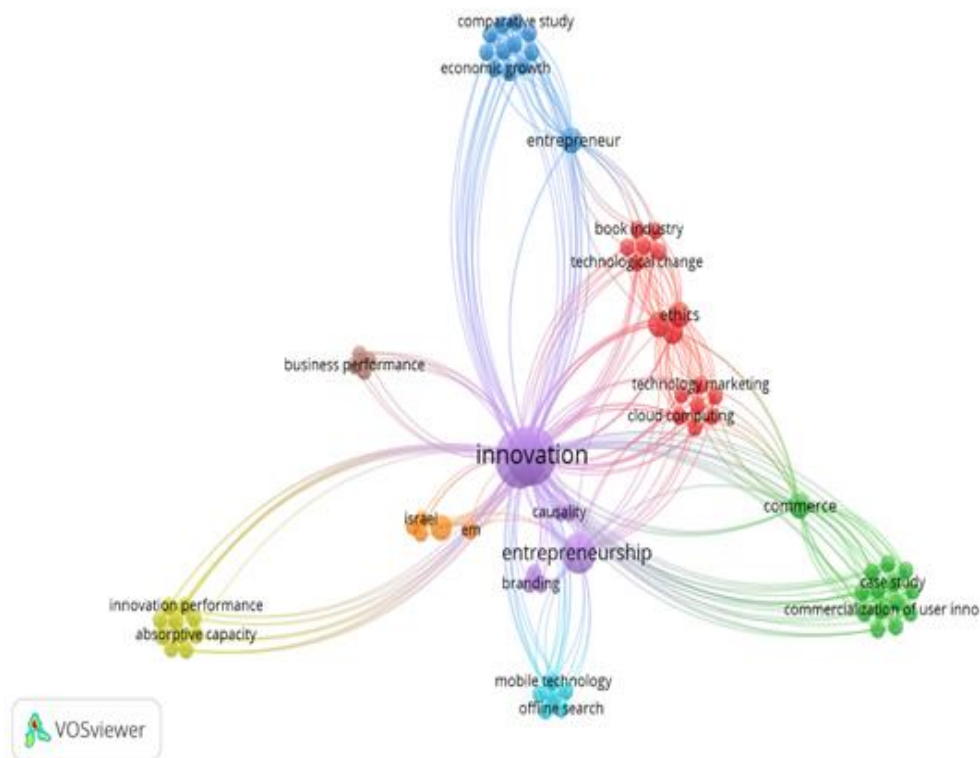 comparative study
economic growth
entrepreneur
book industry
technological change
ethics
business performance
technology marketing
cloud computing
innovation
commerce
causality
israel
em
entrepreneurship
branding
case study
commercialization of user inno
innovation performance
absorptive capacity
mobile technology
offline search
VOSviewer